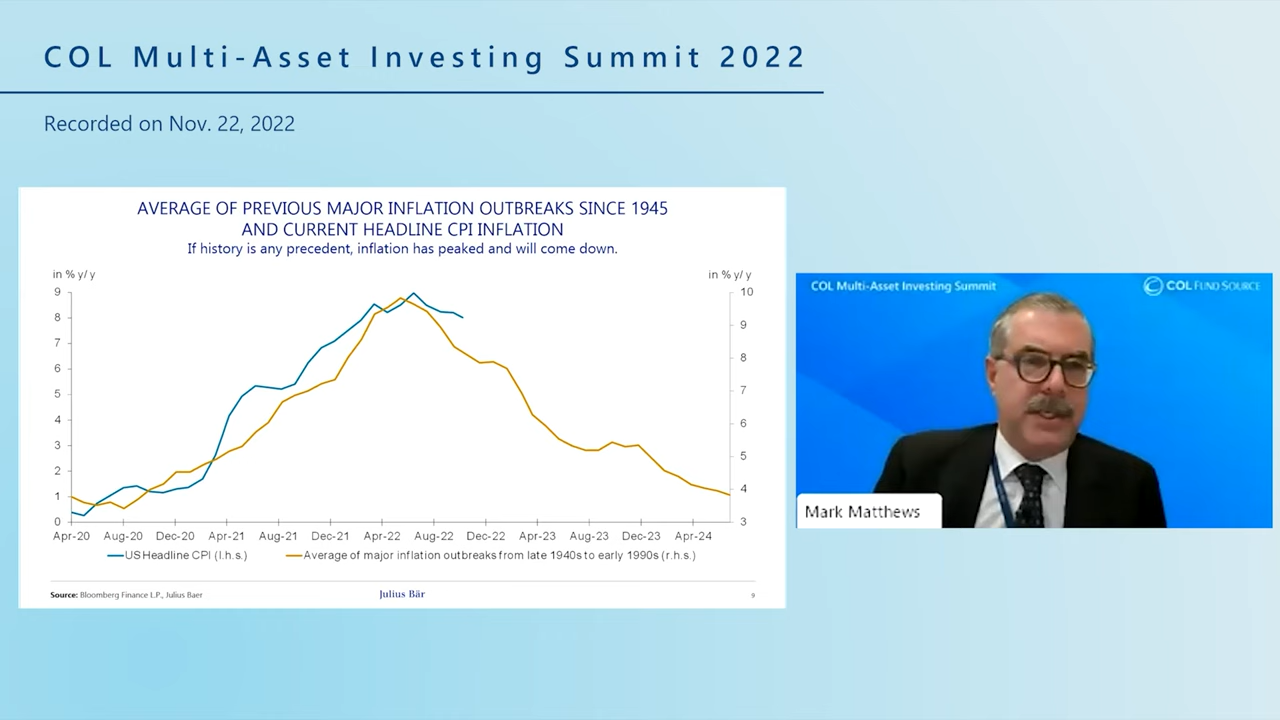 COL Multi-Asset Investing Summit 2022
Recorded on Nov. 22, 2022
AVERAGE OF PREVIOUS MAJOR INFLATION OUTBREAKS SINCE 1945
AND CURRENT HEADLINE CPI INFLATION
If history is any precedent, inflation has peaked and will come down.
in % y/y
in % y/y
9
8
7
6
5
4
3
2
1
0
10
9
8
7
6
5
4
3
Apr-20 Aug-20 Dec-20 Apr-21 Aug-21 Dec-21 Apr-22 Aug-22 Dec-22 Apr-23 Aug-23 Dec-23 Apr-24
US Headline CPI (l.h.s.)
Average of major inflation outbreaks from late 1940s to early 1990s (r.h.s.)
Source: Bloomberg Finance L.P., Julius Baer
Julius Bär
9
COL Multi-Asset Investing Summit
COL FUND SOURCE
Mark Matthews